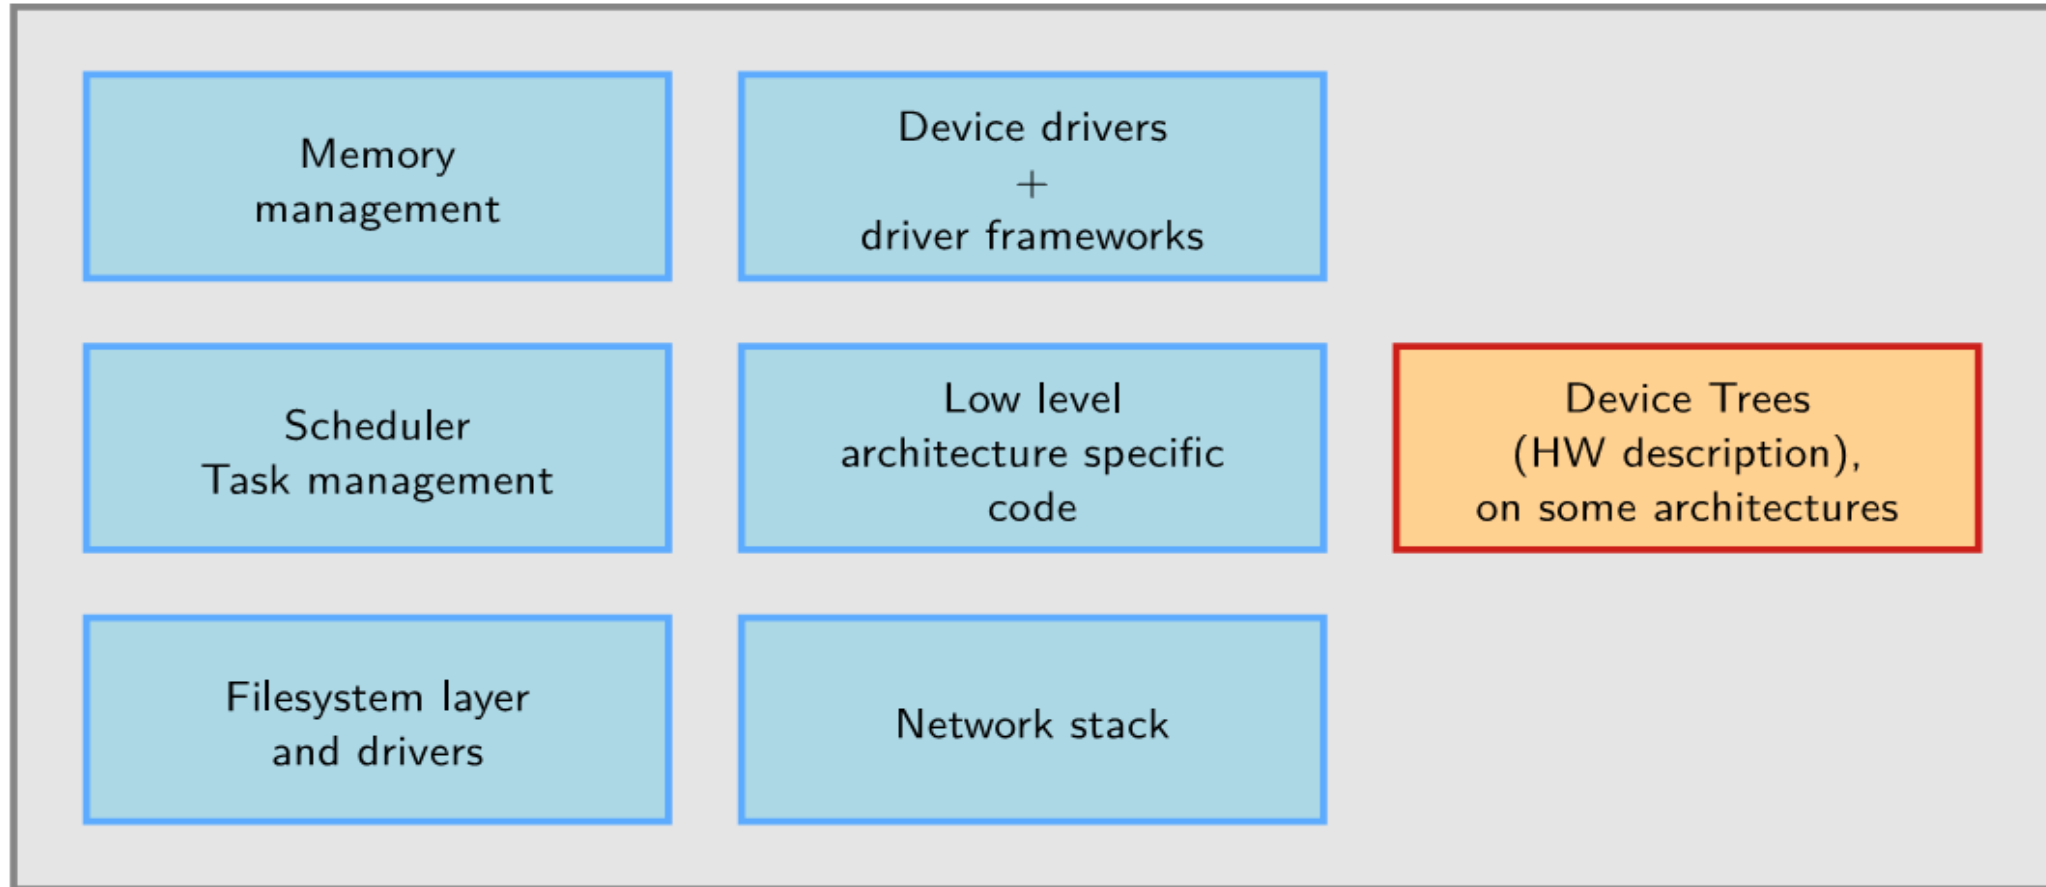 Memory
management
Device drivers
+
driver frameworks
Scheduler
Task management
Low level
architecture specific
code
Device Trees
(HW description),
on some architectures
Filesystem layer
and drivers
Network stack